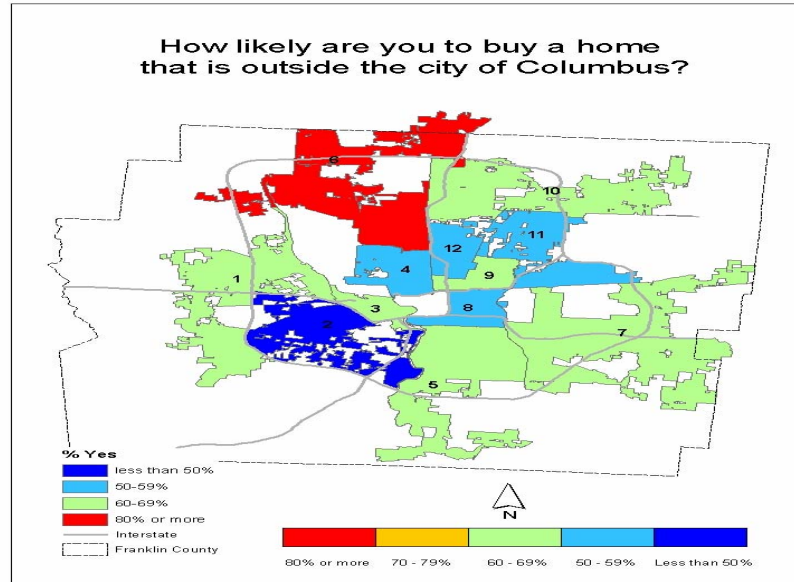 How likely are you to buy a home
that is outside the city of Columbus?
6
10
11
12
1
4
9
3
8
2
7
5
% Yes
less than 50%
50-59%
60-69%
80% or more
Interstate
Franklin County
N
80% or more 70 - 79% 60 - 69% 50 - 59% Less than 50%